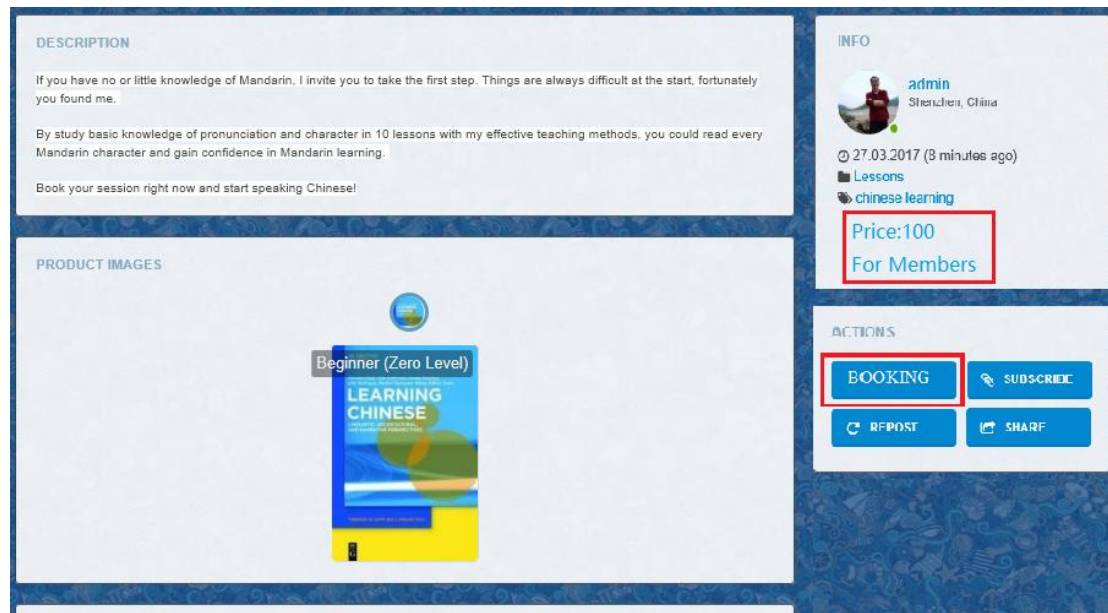 DESCRIPTION
If you have no or little knowledge of Mandarin, I invite you to take the first step. Things are always difficult at the start, fortunately
you found me.
By study basic knowledge of pronunciation and character in 10 lessons with my effective teaching methods, you could read every
Mandarin character and gain confidence in Mandarin learning.
Book your session right now and start speaking Chinese!
PRODUCT IMAGES
Beginner (Zero Level)
LEARNING
CHINESE
INFO
admin
Shenzhen, China
27.03.2017 (8 minutes ago)
Lessons
chinese learning
Price:100
For Members
ACTIONS
BOOKING
SUBSCRIBE
REPOST
SHARE